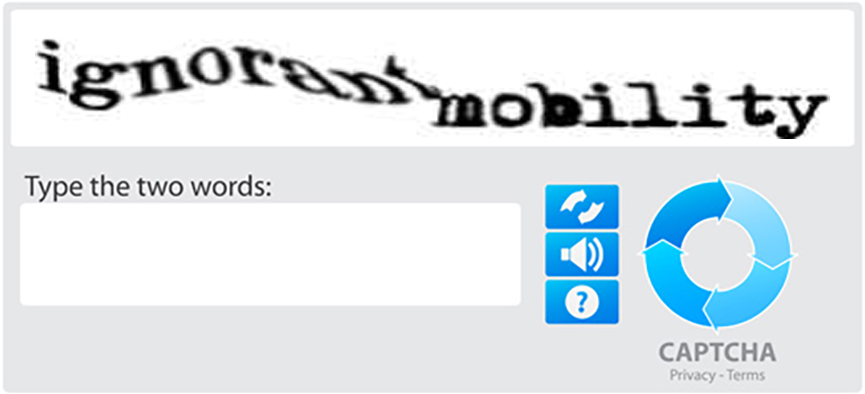 ignorant mobility
Type the two words:
?
CAPTCHA
Privacy - Terms